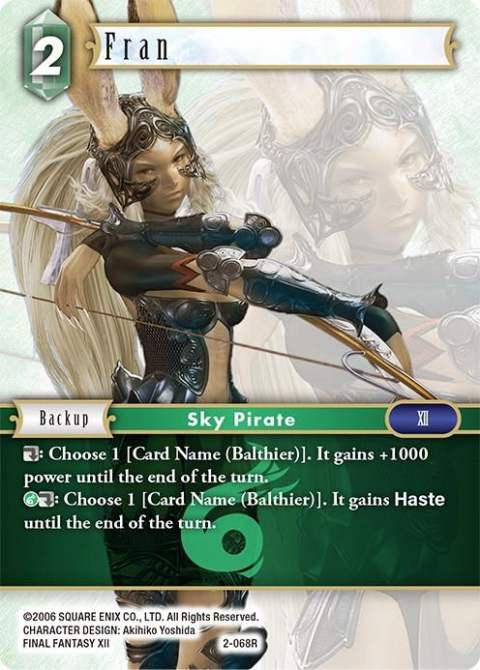 2
Fran
Backup
Sky Pirate
XII
: Choose 1 [Card Name (Balthier)]. It gains +1000
power until the end of the turn.
: Choose 1 [Card Name (Balthier)]. It gains Haste
until the end of the turn.
©2006 SQUARE ENIX CO., LTD. All Rights Reserved.
CHARACTER DESIGN: Akihiko Yoshida
FINAL FANTASY XII
2-068R